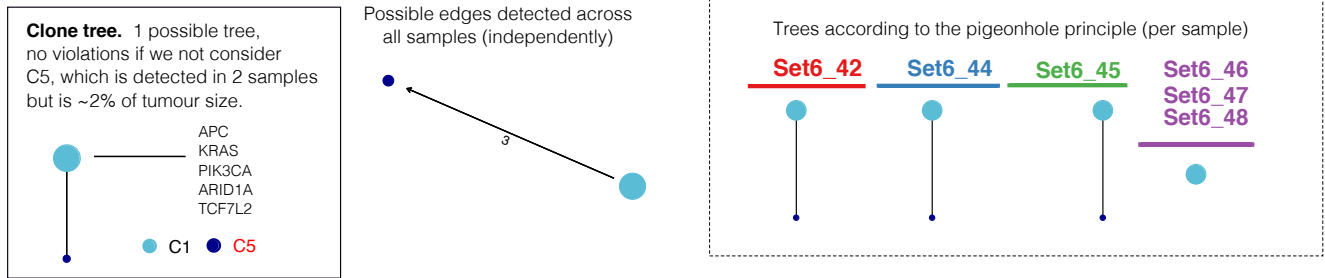 Clone tree. 1 possible tree,
no violations if we not consider
C5, which is detected in 2 samples
but is ~2% of tumour size.
APC
KRAS
PIK3CA
ARID1A
TCF7L2
C1 C5
Possible edges detected across
all samples (independently)
3
Trees according to the pigeonhole principle (per sample)
Set6_42 Set6_44 Set6_45 Set6_46
Set6_47
Set6_48